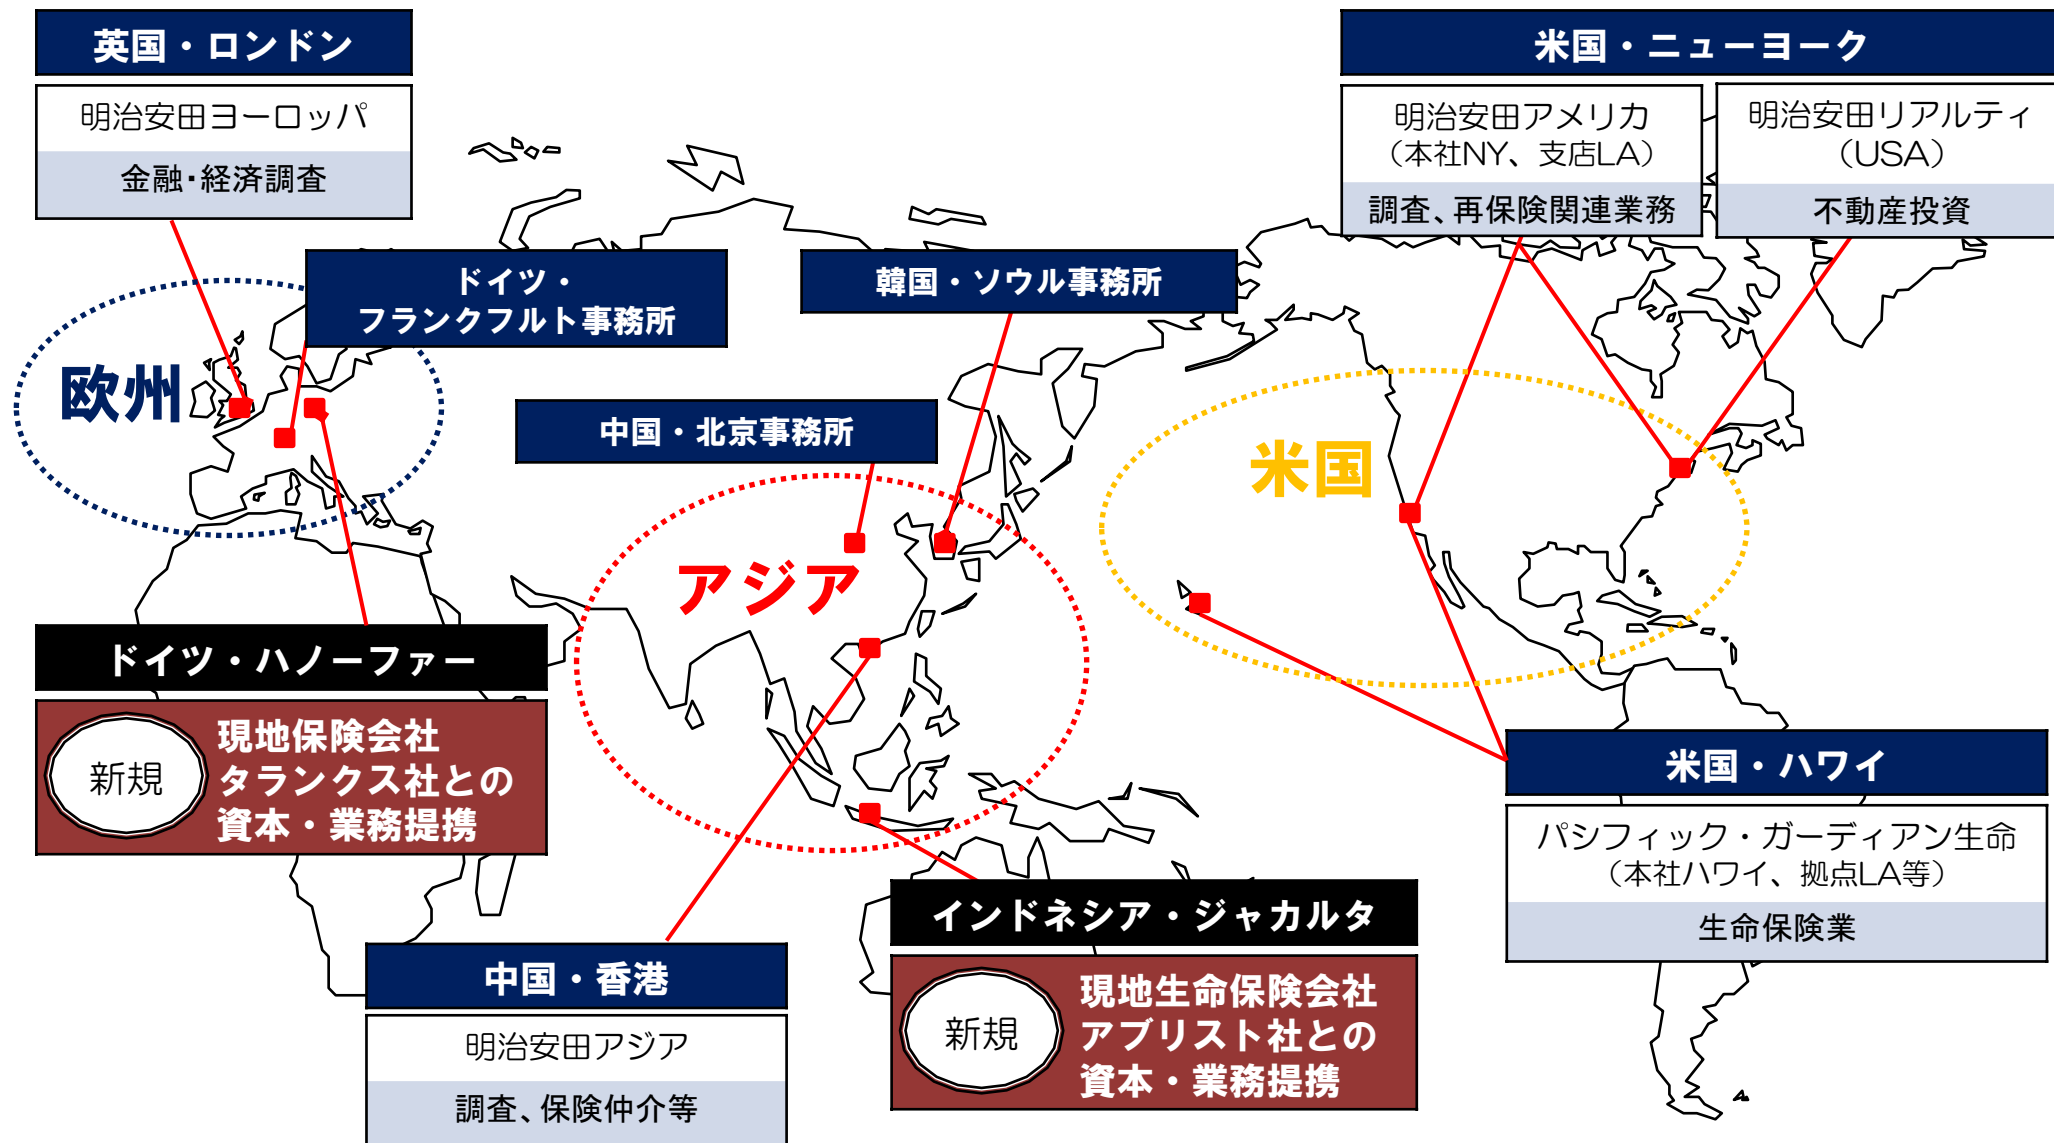 英国・ロンドン
明治安田ヨーロッパ
金融・経済調査
米国・ニューヨーク
明治安田アメリカ
（本社NY、支店LA）
調査、再保険関連業務
明治安田リアルティ
（USA）
不動産投資
ドイツ・
フランクフルト事務所
韓国・ソウル事務所
欧州
中国・北京事務所
米国
アジア
ドイツ・ハノーファー
新規
現地保険会社
タランクス社との
資本・業務提携
米国・ハワイ
パシフィック・ガーディアン生命
（本社ハワイ、拠点LA等）
生命保険業
インドネシア・ジャカルタ
新規
現地生命保険会社
アブリスト社との
資本・業務提携
中国・香港
明治安田アジア
調査、保険仲介等